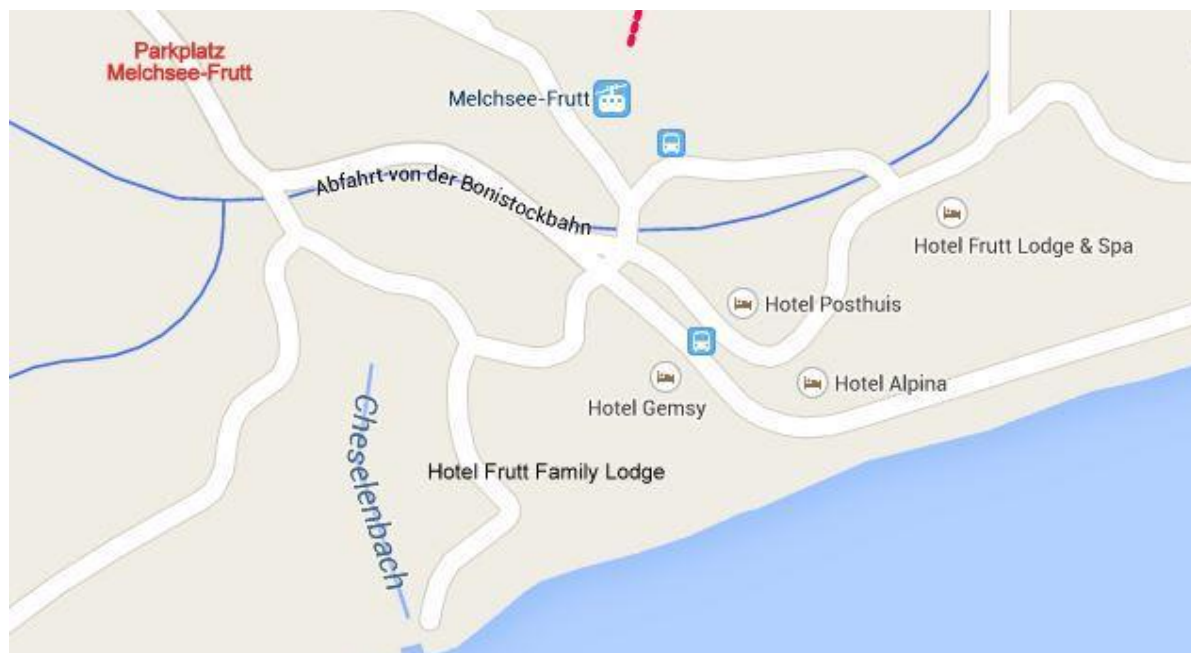 Parkplatz
Melchsee-Frutt
Melchsee-Frutt
Abfahrt von der Bonistockbahn
Hotel Frutt Lodge & Spa
Hotel Posthuis
Hotel Alpina
Hotel Gemsy
Hotel Frutt Family Lodge
Cheselenbach